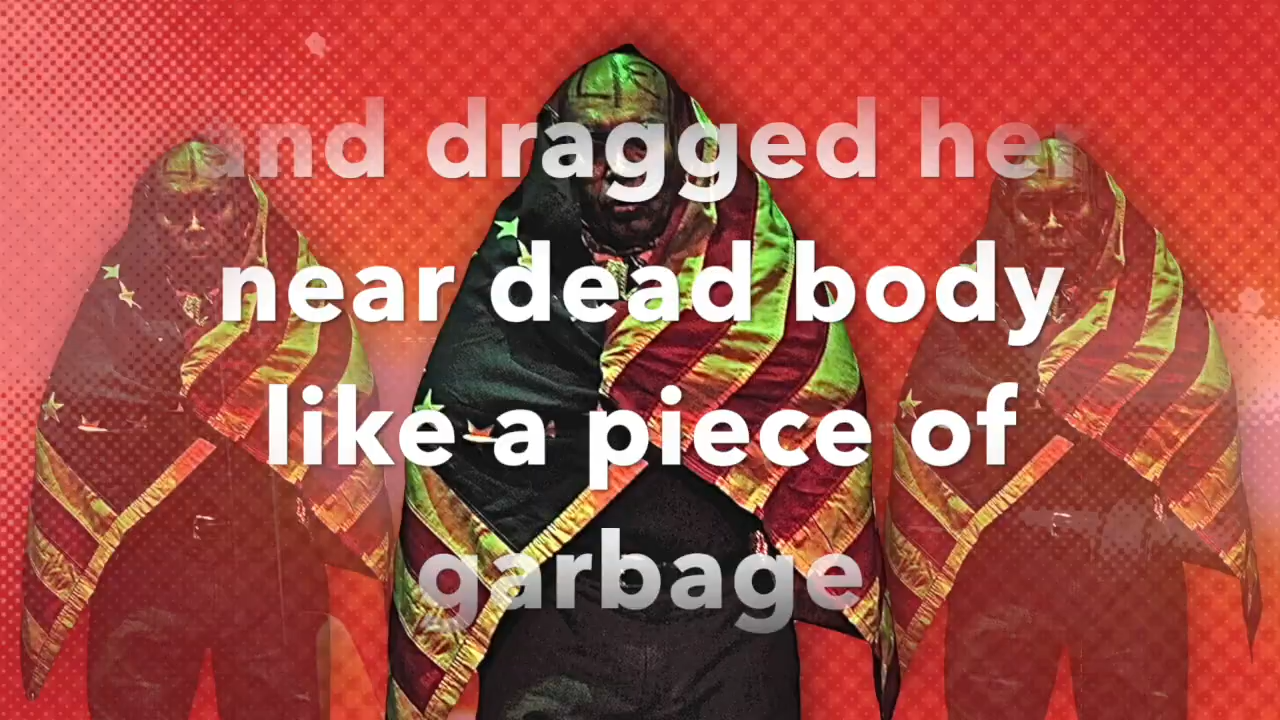 and dragged her
near dead body
like a piece of
garbage